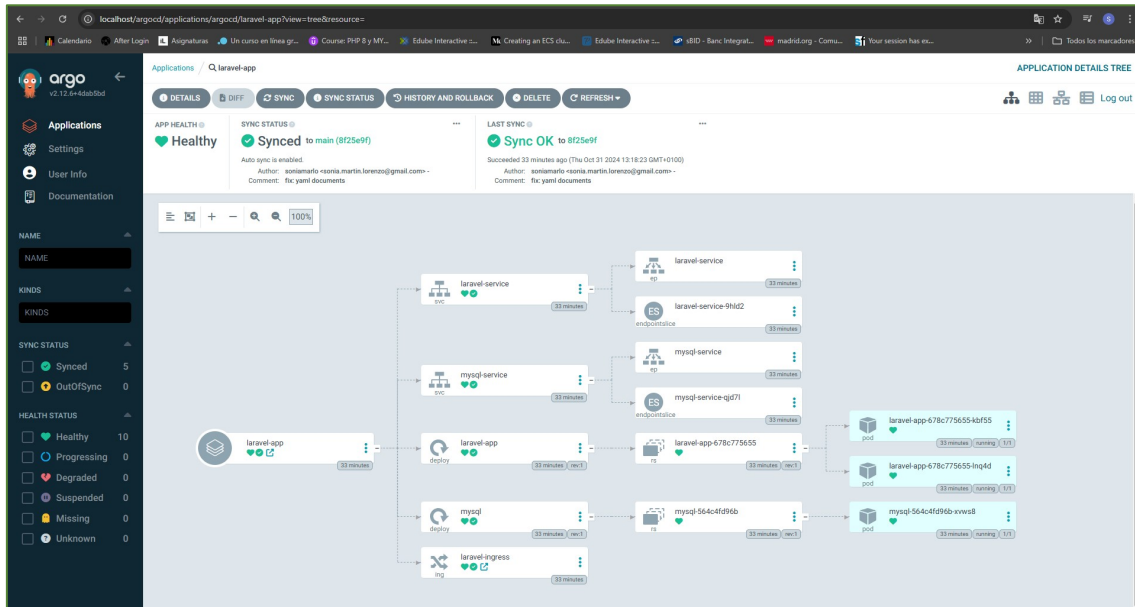 localhost/argocd/applications/argocd/laravel-app?view=tree&resource=
Calendario
After Login
Asignaturas
Un curso en línea gr...
Course: PHP 8 y MY...
Edube Interactive ::...
Creating an ECS clu...
Edube Interactive ::...
sBID - Banc Integrat...
madrid.org - Comu...
Your session has ex...
Todos los marcadores
argo
v2.12.6+4dab5bd
Applications
Settings
User Info
Documentation
NAME
NAME
KINDS
KINDS
SYNC STATUS
Synced 5
OutOfSync 0
HEALTH STATUS
Healthy 10
Progressing 0
Degraded 0
Suspended 0
Missing 0
Unknown 0
Applications / laravel-app
APPLICATION DETAILS TREE
DETAILS DIFF SYNC SYNC STATUS HISTORY AND ROLLBACK DELETE REFRESH
Log out
APP HEALTH
Healthy
SYNC STATUS
Synced to main (8f25e9f)
Auto sync is enabled.
Author: soniamarlo <sonia.martin.lorenzo@gmail.com> -
Comment: fix: yaml documents
LAST SYNC
Sync OK to 8f25e9f
Succeeded 33 minutes ago (Thu Oct 31 2024 13:18:23 GMT+0100)
Author: soniamarlo <sonia.martin.lorenzo@gmail.com> -
Comment: fix: yaml documents
100%
laravel-app
33 minutes
laravel-service
svc
33 minutes
laravel-service
ep
33 minutes
laravel-service-9hld2
ES
endpointslice
33 minutes
mysql-service
svc
33 minutes
mysql-service
ep
33 minutes
mysql-service-qjd7l
ES
endpointslice
33 minutes
laravel-app
deploy
33 minutes rev:1
laravel-app-678c775655
rs
33 minutes rev:1
laravel-app-678c775655-kbf55
pod
33 minutes running 1/1
laravel-app-678c775655-lnq4d
pod
33 minutes running 1/1
mysql
deploy
33 minutes rev:1
mysql-564c4fd96b
rs
33 minutes rev:1
mysql-564c4fd96b-xvws8
pod
33 minutes running 1/1
laravel-ingress
ing
33 minutes